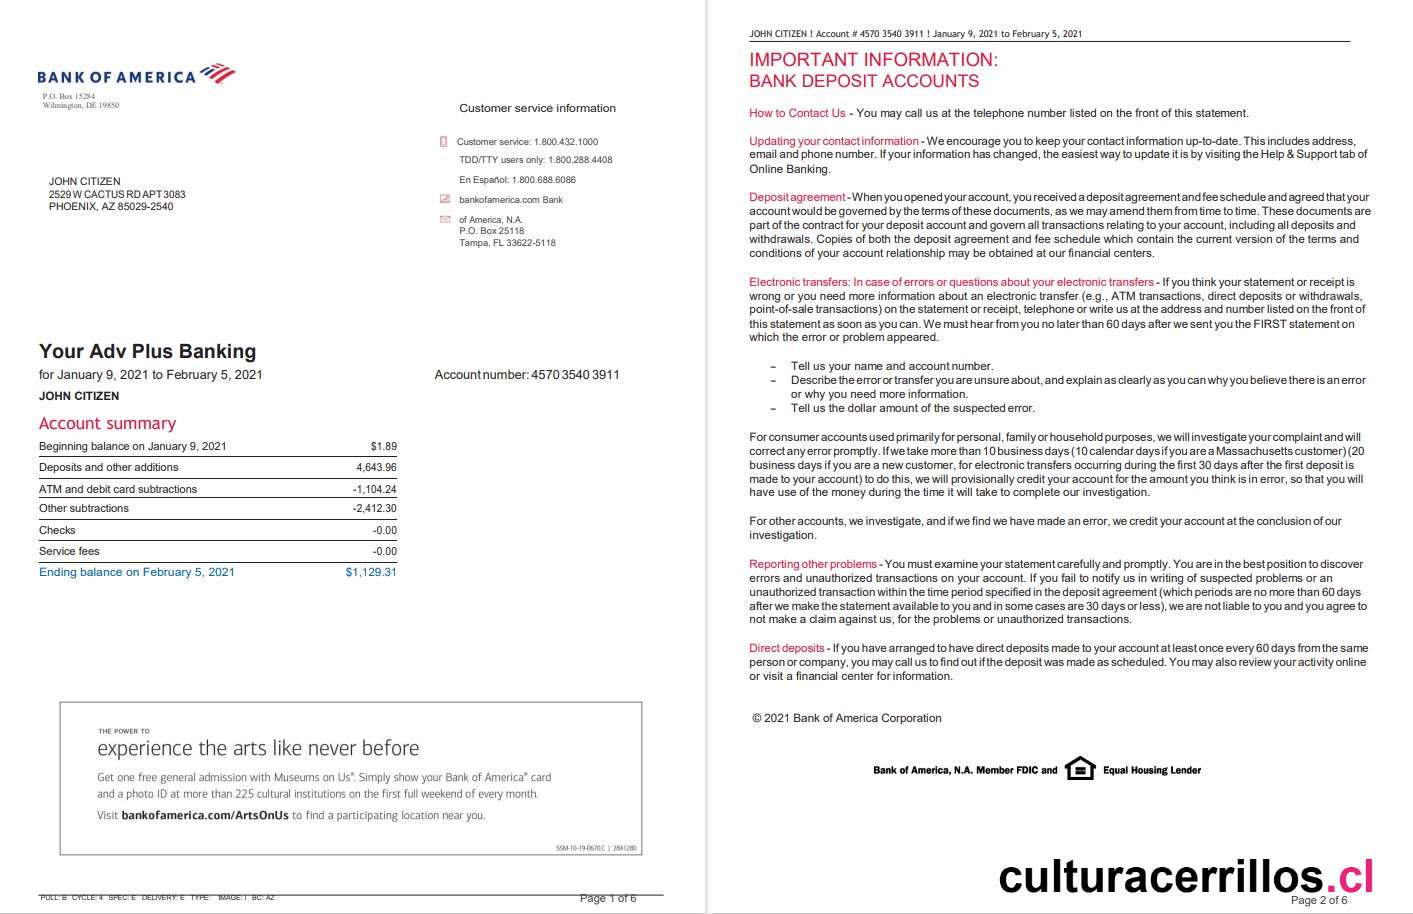 BANK OF AMERICA
P.O. Box 15284
Wilmington, DE 19850
Customer service information
Customer service: 1.800.432.1000
TDD/TTY users only: 1.800.288.4408
En Español: 1.800.688.6086
bankofamerica.com Bank
of America, N.A.
P.O. Box 25118
Tampa, FL 33622-5118
JOHN CITIZEN
2529 W CACTUS RD APT 3083
PHOENIX, AZ 85029-2540
Your Adv Plus Banking
for January 9, 2021 to February 5, 2021 Account number: 4570 3540 3911
JOHN CITIZEN
Account summary
Beginning balance on January 9, 2021 $1.89
Deposits and other additions 4,643.96
ATM and debit card subtractions -1,104.24
Other subtractions -2,412.30
Checks -0.00
Service fees -0.00
Ending balance on February 5, 2021 $1,129.31
THE POWER TO
experience the arts like never before
Get one free general admission with Museums on Us®. Simply show your Bank of America® card
and a photo ID at more than 225 cultural institutions on the first full weekend of every month.
Visit bankofamerica.com/ArtsOnUs to find a participating location near you.
SSM-10-19-0670.C | 2841280
PULL: B CYCLE: 4 SPEC: E DELIVERY: E TYPE: IMAGE: I BC: AZ
Page 1 of 6
JOHN CITIZEN ! Account # 4570 3540 3911 ! January 9, 2021 to February 5, 2021
IMPORTANT INFORMATION:
BANK DEPOSIT ACCOUNTS
How to Contact Us - You may call us at the telephone number listed on the front of this statement.
Updating your contact information - We encourage you to keep your contact information up-to-date. This includes address,
email and phone number. If your information has changed, the easiest way to update it is by visiting the Help & Support tab of
Online Banking.
Deposit agreement - When you opened your account, you received a deposit agreement and fee schedule and agreed that your
account would be governed by the terms of these documents, as we may amend them from time to time. These documents are
part of the contract for your deposit account and govern all transactions relating to your account, including all deposits and
withdrawals. Copies of both the deposit agreement and fee schedule which contain the current version of the terms and
conditions of your account relationship may be obtained at our financial centers.
Electronic transfers: In case of errors or questions about your electronic transfers - If you think your statement or receipt is
wrong or you need more information about an electronic transfer (e.g., ATM transactions, direct deposits or withdrawals,
point-of-sale transactions) on the statement or receipt, telephone or write us at the address and number listed on the front of
this statement as soon as you can. We must hear from you no later than 60 days after we sent you the FIRST statement on
which the error or problem appeared.
– Tell us your name and account number.
– Describe the error or transfer you are unsure about, and explain as clearly as you can why you believe there is an error
or why you need more information.
– Tell us the dollar amount of the suspected error.
For consumer accounts used primarily for personal, family or household purposes, we will investigate your complaint and will
correct any error promptly. If we take more than 10 business days (10 calendar days if you are a Massachusetts customer) (20
business days if you are a new customer, for electronic transfers occurring during the first 30 days after the first deposit is
made to your account) to do this, we will provisionally credit your account for the amount you think is in error, so that you will
have use of the money during the time it will take to complete our investigation.
For other accounts, we investigate, and if we find we have made an error, we credit your account at the conclusion of our
investigation.
Reporting other problems - You must examine your statement carefully and promptly. You are in the best position to discover
errors and unauthorized transactions on your account. If you fail to notify us in writing of suspected problems or an
unauthorized transaction within the time period specified in the deposit agreement (which periods are no more than 60 days
after we make the statement available to you and in some cases are 30 days or less), we are not liable to you and you agree to
not make a claim against us, for the problems or unauthorized transactions.
Direct deposits - If you have arranged to have direct deposits made to your account at least once every 60 days from the same
person or company, you may call us to find out if the deposit was made as scheduled. You may also review your activity online
or visit a financial center for information.
© 2021 Bank of America Corporation
Bank of America, N.A. Member FDIC and Equal Housing Lender
culturacerrillos.cl
Page 2 of 6